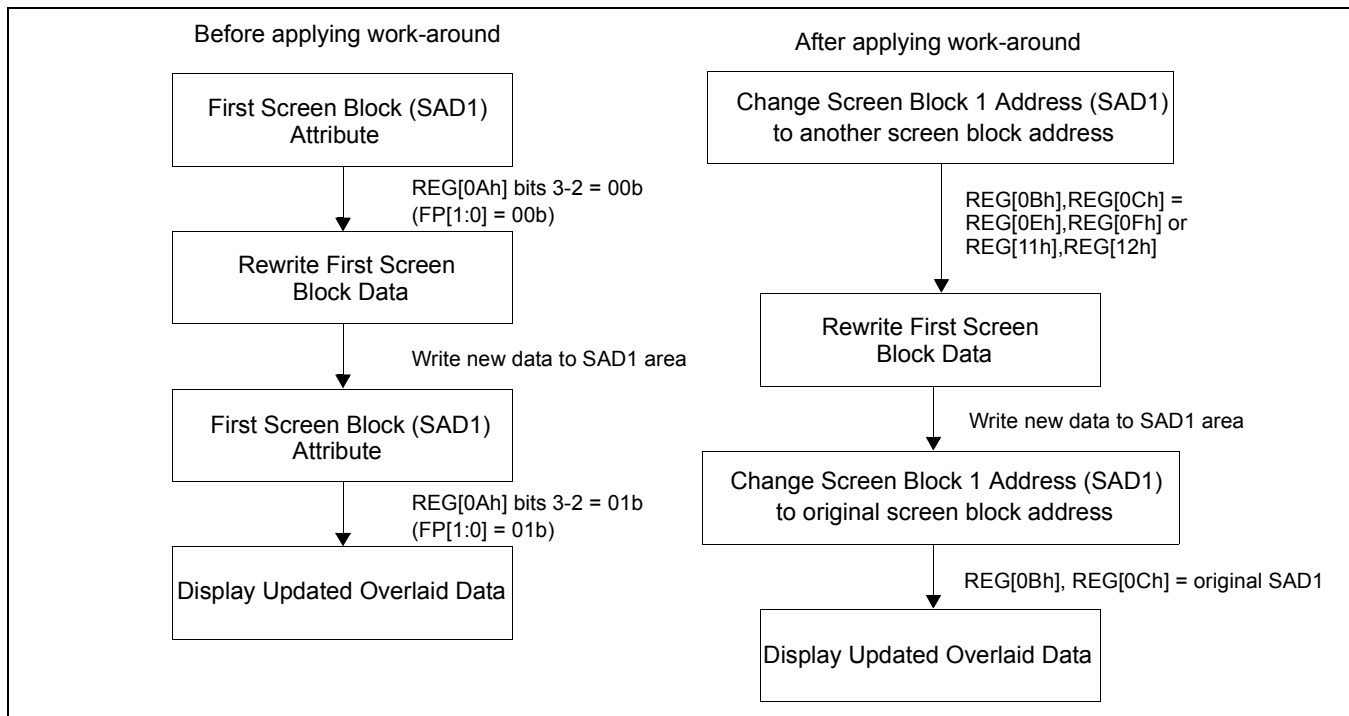 Before applying work-around
First Screen Block (SAD1)
Attribute
REG[0Ah] bits 3-2 = 00b
(FP[1:0] = 00b)
Rewrite First Screen
Block Data
Write new data to SAD1 area
First Screen Block (SAD1)
Attribute
REG[0Ah] bits 3-2 = 01b
(FP[1:0] = 01b)
Display Updated Overlaid Data
After applying work-around
Change Screen Block 1 Address (SAD1)
to another screen block address
REG[0Bh],REG[0Ch] =
REG[0Eh],REG[0Fh] or
REG[11h],REG[12h]
Rewrite First Screen
Block Data
Write new data to SAD1 area
Change Screen Block 1 Address (SAD1)
to original screen block address
REG[0Bh], REG[0Ch] = original SAD1
Display Updated Overlaid Data